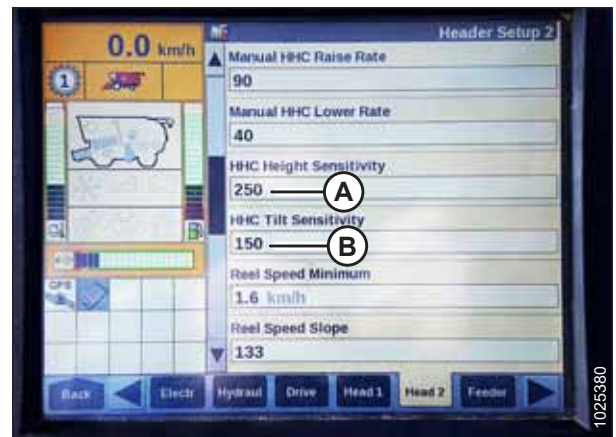 0.0 km/h
Header Setup 2
1
Manual HHC Raise Rate
90
Manual HHC Lower Rate
40
HHC Height Sensitivity
250
A
HHC Tilt Sensitivity
150
B
Reel Speed Minimum
1.6 km/h
Reel Speed Slope
133
GPS
Back
Electr
Hydraul
Drive
Head 1
Head 2
Feeder
1025380